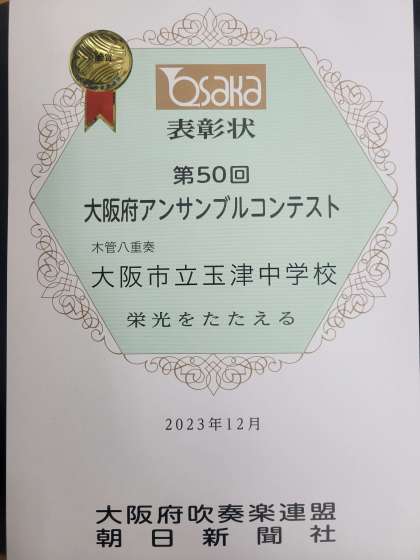 Osaka
表彰状
第50回
大阪府アンサンブルコンテスト
木管八重奏
大阪市立玉津中学校
栄光をたたえる
2023年12月
大阪府吹奏楽連盟
朝日新聞社